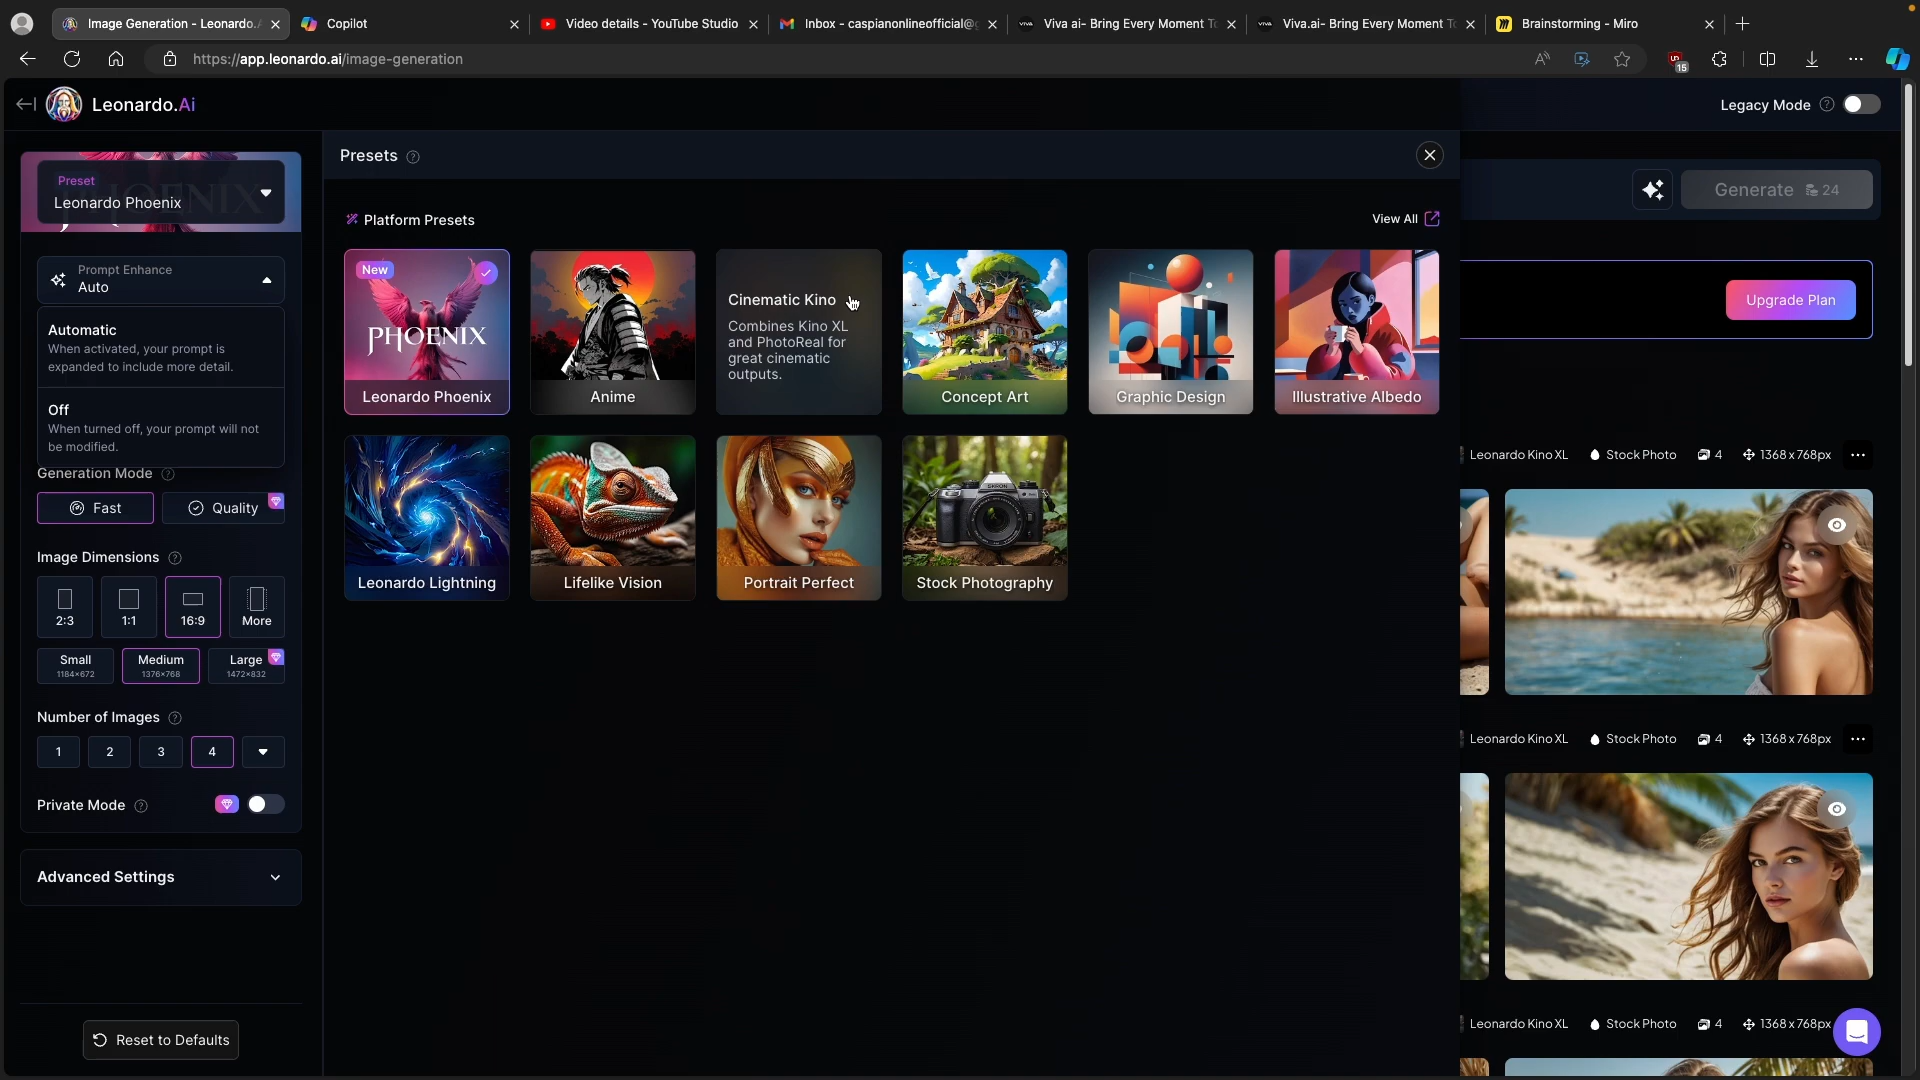 Image Generation - Leonardo.A
Copilot
Video details - YouTube Studio
Inbox - caspianonlineofficial@g
Viva ai- Bring Every Moment To
Viva.ai- Bring Every Moment To
Brainstorming - Miro
https://app.leonardo.ai/image-generation
15
Leonardo.Ai
Legacy Mode
Presets
Preset
Leonardo Phoenix
Platform Presets
View All
Generate 24
Prompt Enhance
Auto
Automatic
When activated, your prompt is
expanded to include more detail.
Off
When turned off, your prompt will not
be modified.
New
PHOENIX
Leonardo Phoenix
Anime
Cinematic Kino
Combines Kino XL
and PhotoReal for
great cinematic
outputs.
Concept Art
Graphic Design
Illustrative Albedo
Upgrade Plan
Leonardo Lightning
Lifelike Vision
Portrait Perfect
Stock Photography
Generation Mode
Fast
Quality
Image Dimensions
2:3
1:1
16:9
More
Small
1184×672
Medium
1376×768
Large
1472×832
Number of Images
1
2
3
4
Private Mode
Advanced Settings
Reset to Defaults
Leonardo Kino XL Stock Photo 4 1368x768px
Leonardo Kino XL Stock Photo 4 1368x768px
Leonardo Kino XL Stock Photo 4 1368x768px